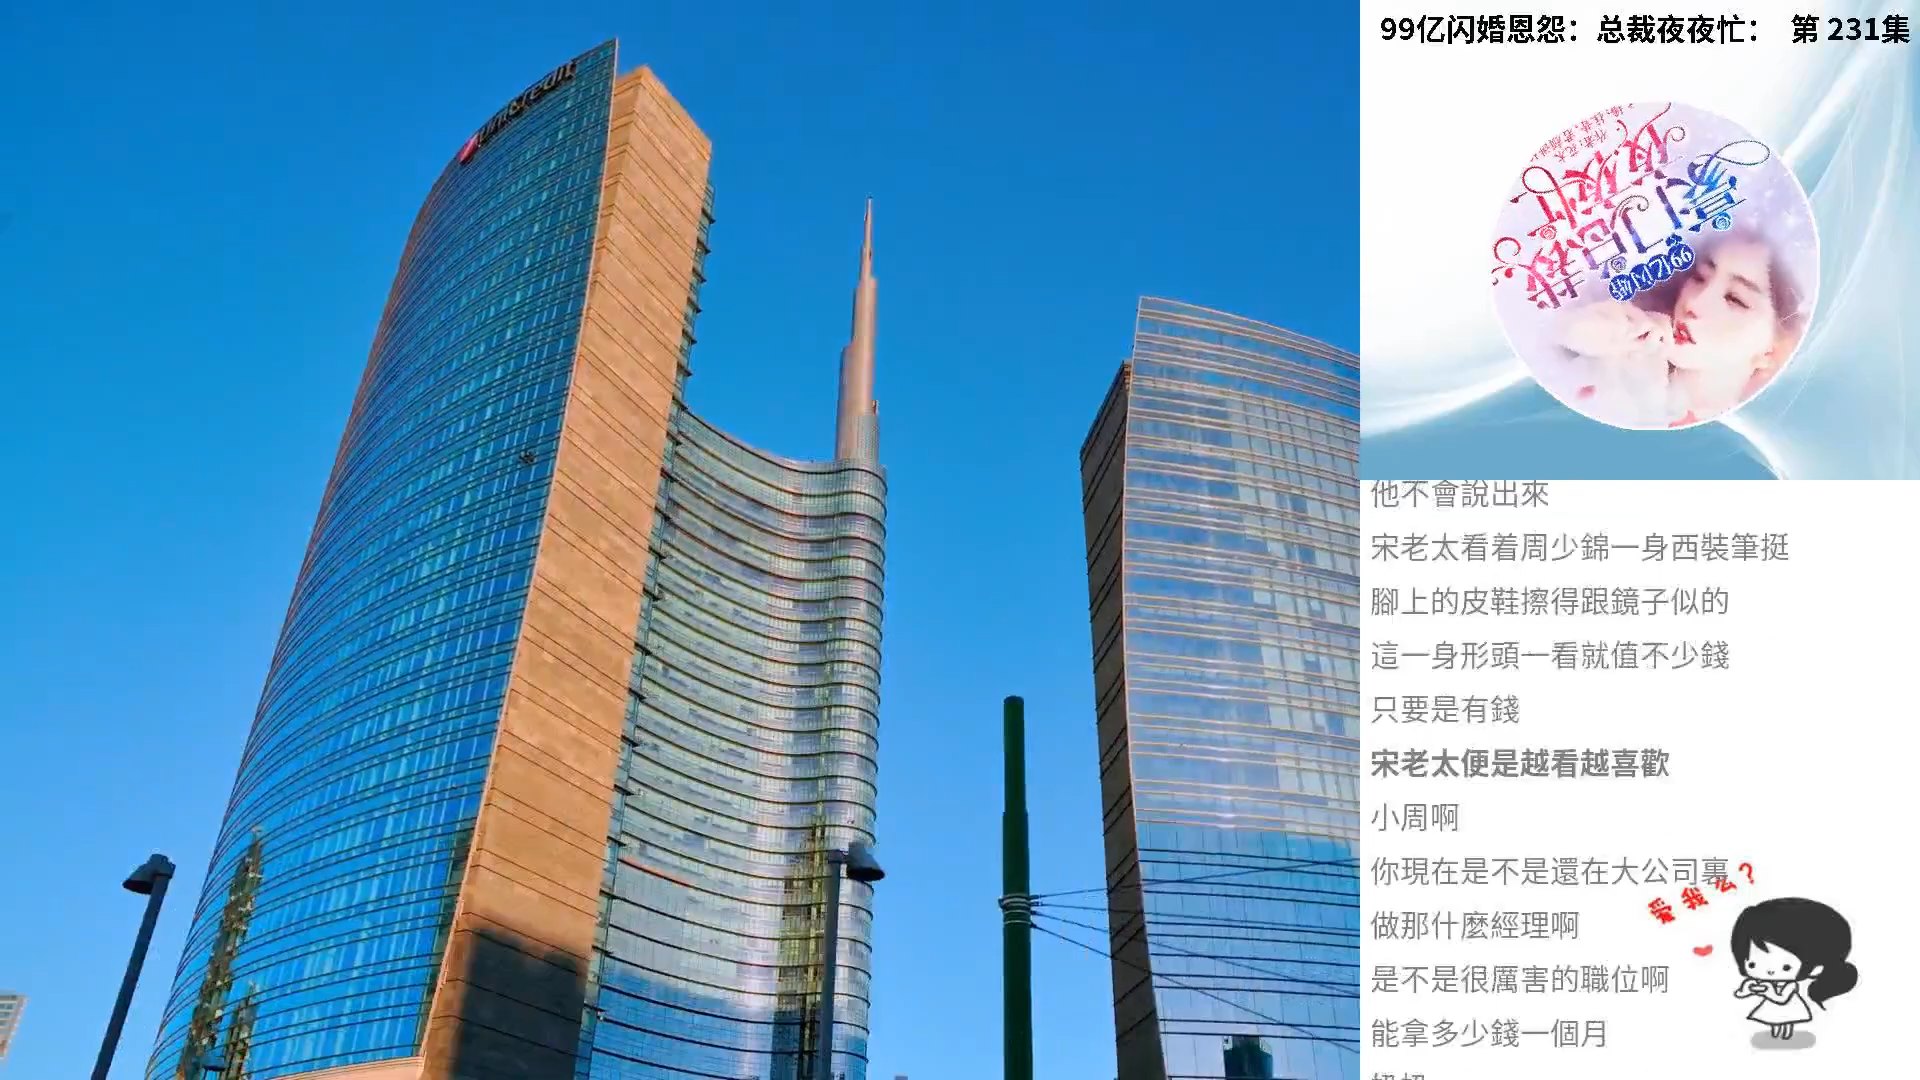 UniCredit
99亿闪婚恩怨：总裁夜夜忙： 第 231集
他不會說出來
宋老太看着周少錦一身西裝筆挺
腳上的皮鞋擦得跟鏡子似的
這一身形頭一看就值不少錢
只要是有錢
宋老太便是越看越喜歡
小周啊
你現在是不是還在大公司裏
做那什麼經理啊
是不是很厲害的職位啊
能拿多少錢一個月
爱我么？